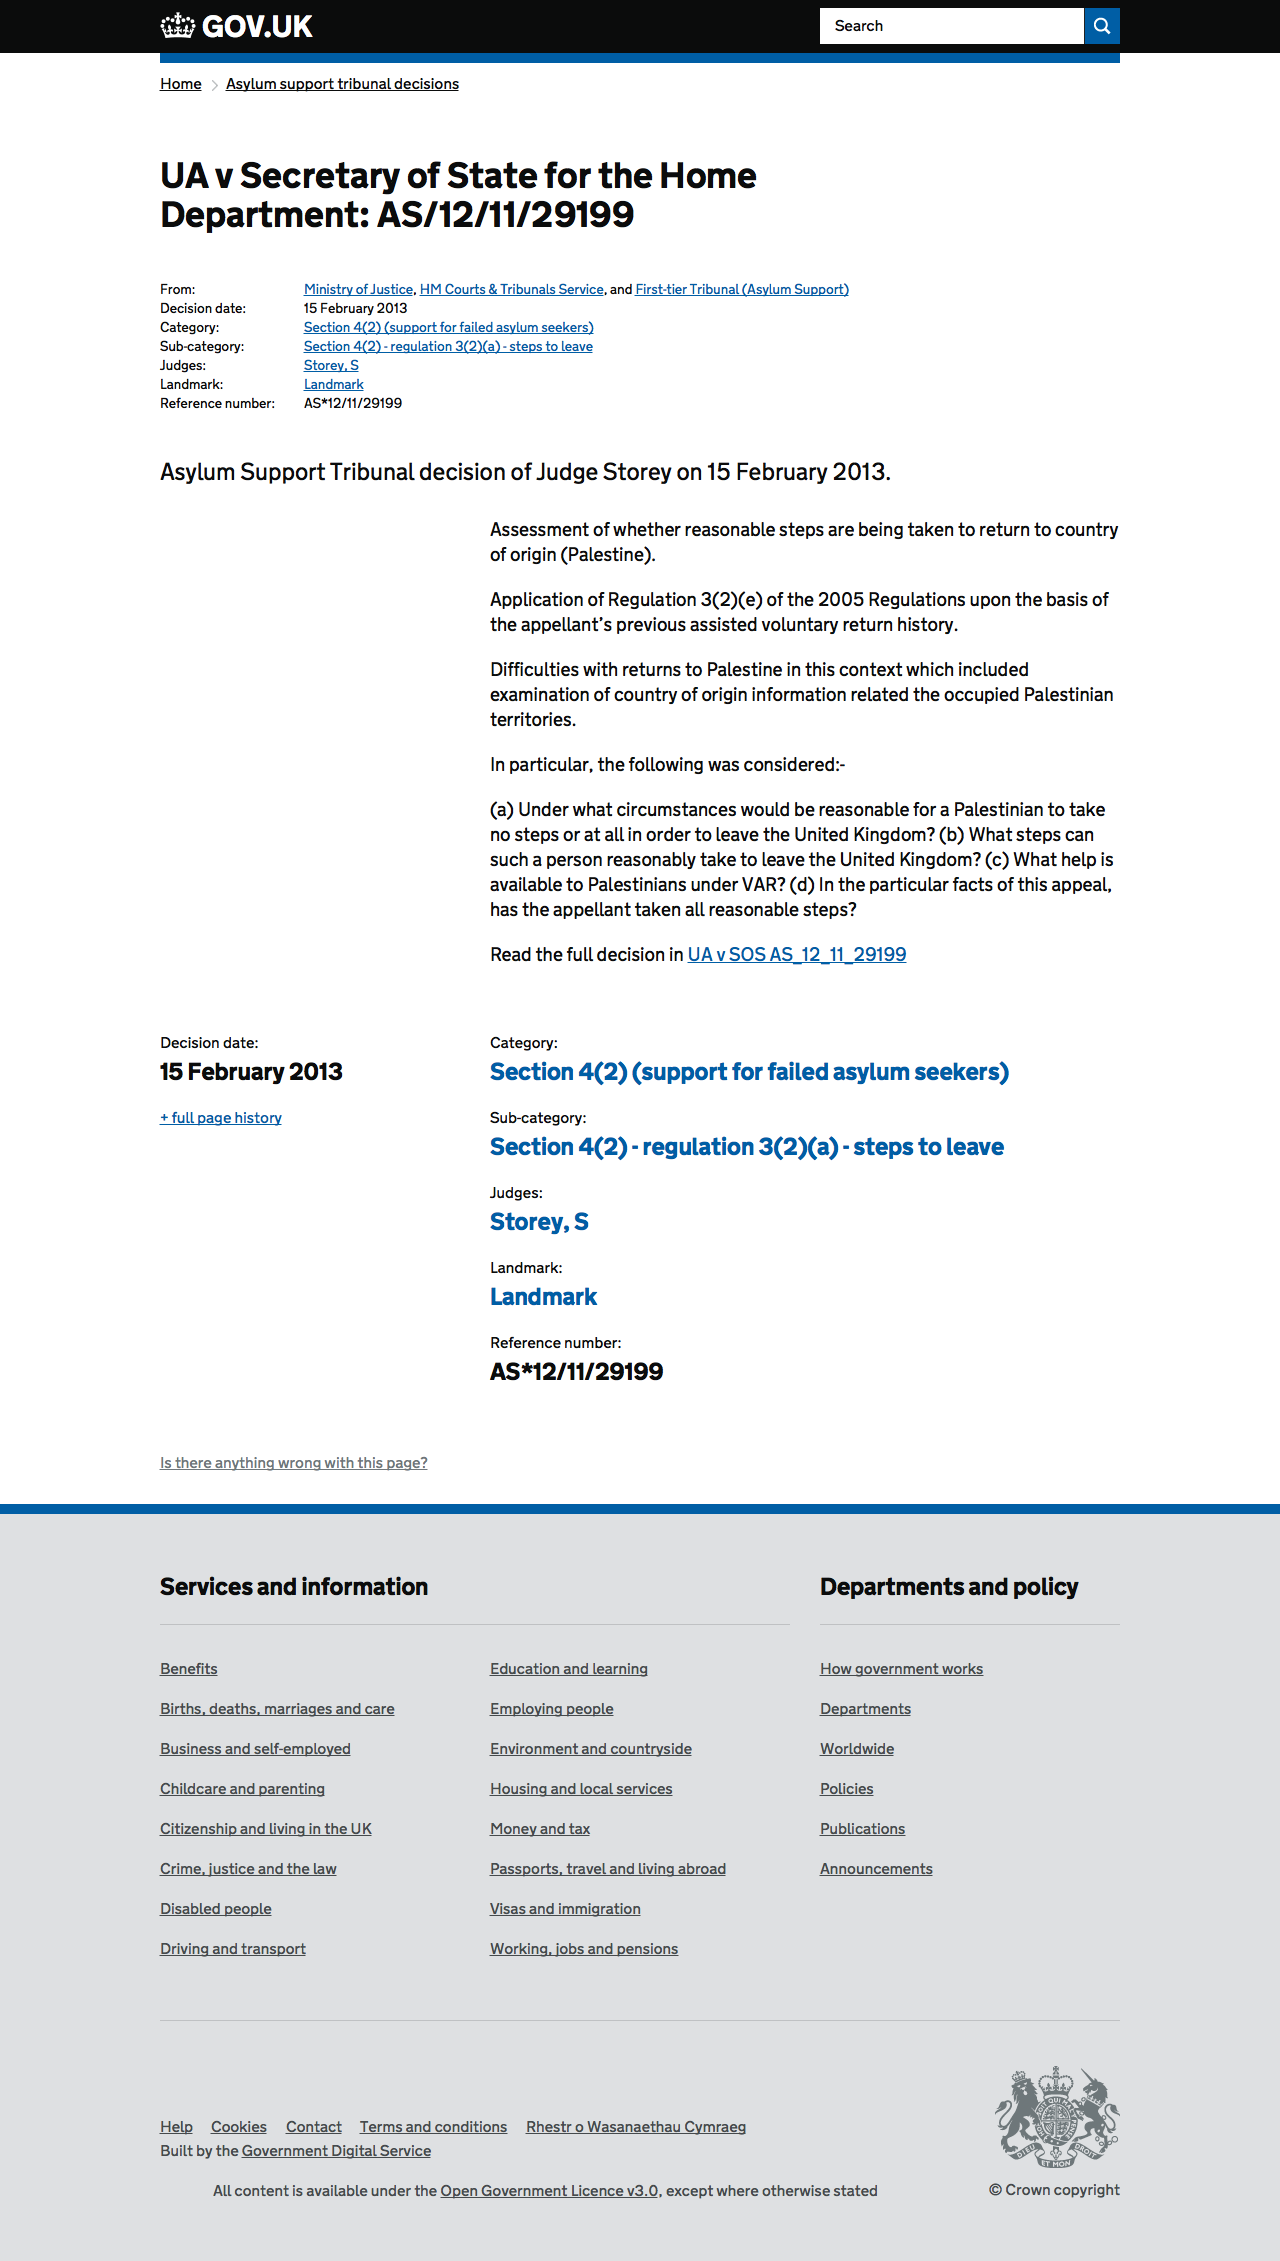 GOV.UK
Search
Home
Asylum support tribunal decisions
UA v Secretary of State for the Home
Department: AS/12/11/29199
From: Ministry of Justice, HM Courts & Tribunals Service, and First-tier Tribunal (Asylum Support)
Decision date: 15 February 2013
Category: Section 4(2) (support for failed asylum seekers)
Sub-category: Section 4(2) - regulation 3(2)(a) - steps to leave
Judges: Storey, S
Landmark: Landmark
Reference number: AS*12/11/29199
Asylum Support Tribunal decision of Judge Storey on 15 February 2013.
Assessment of whether reasonable steps are being taken to return to country
of origin (Palestine).
Application of Regulation 3(2)(e) of the 2005 Regulations upon the basis of
the appellant’s previous assisted voluntary return history.
Difficulties with returns to Palestine in this context which included
examination of country of origin information related the occupied Palestinian
territories.
In particular, the following was considered:-
(a) Under what circumstances would be reasonable for a Palestinian to take
no steps or at all in order to leave the United Kingdom? (b) What steps can
such a person reasonably take to leave the United Kingdom? (c) What help is
available to Palestinians under VAR? (d) In the particular facts of this appeal,
has the appellant taken all reasonable steps?
Read the full decision in UA v SOS AS_12_11_29199
Decision date:
15 February 2013
+ full page history
Category:
Section 4(2) (support for failed asylum seekers)
Sub-category:
Section 4(2) - regulation 3(2)(a) - steps to leave
Judges:
Storey, S
Landmark:
Landmark
Reference number:
AS*12/11/29199
Is there anything wrong with this page?
Services and information
Benefits
Births, deaths, marriages and care
Business and self-employed
Childcare and parenting
Citizenship and living in the UK
Crime, justice and the law
Disabled people
Driving and transport
Education and learning
Employing people
Environment and countryside
Housing and local services
Money and tax
Passports, travel and living abroad
Visas and immigration
Working, jobs and pensions
Departments and policy
How government works
Departments
Worldwide
Policies
Publications
Announcements
Help Cookies Contact Terms and conditions Rhestr o Wasanaethau Cymraeg
Built by the Government Digital Service
All content is available under the Open Government Licence v3.0, except where otherwise stated
DIEU ET MON DROIT
© Crown copyright